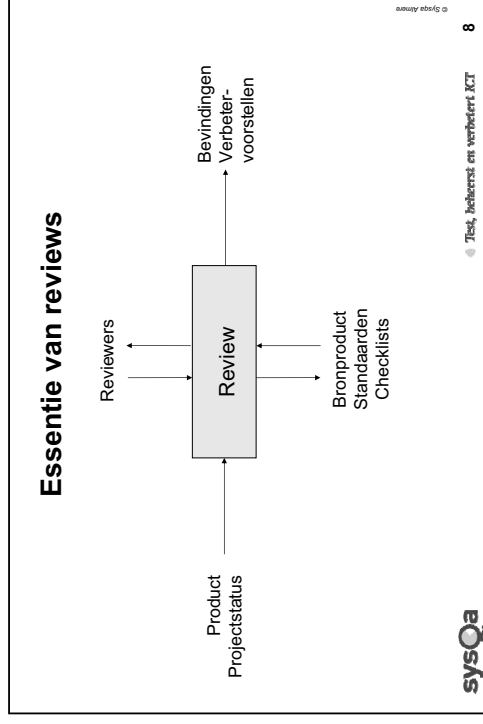 Essentie van reviews
Reviewers
Product
Projectstatus
Review
Bevindingen
Verbeter-
voorstellen
Bronproduct
Standaarden
Checklists
sysQa
Test, beheerst en verbetert ICT
8
© Sysqa Almere